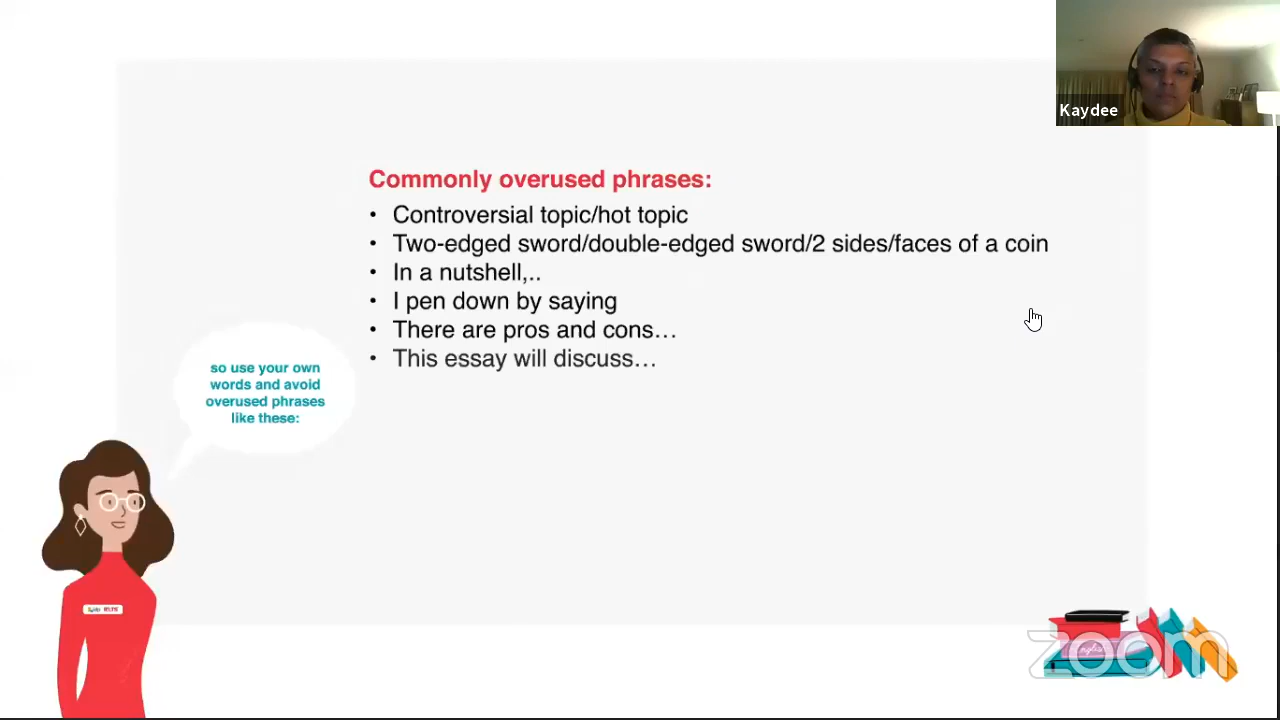 Kaydee
Commonly overused phrases:
• Controversial topic/hot topic
• Two-edged sword/double-edged sword/2 sides/faces of a coin
• In a nutshell,..
• I pen down by saying
• There are pros and cons…
• This essay will discuss…
so use your own
words and avoid
overused phrases
like these:
IELTS
zoom